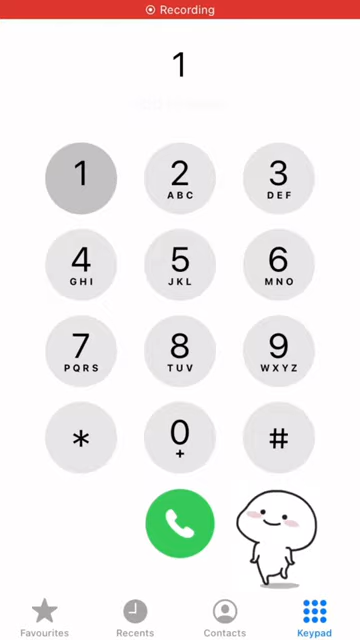 Recording
1
1 2 3
ABC DEF
4 5 6
GHI JKL MNO
7 8 9
PQRS TUV WXYZ
* 0 #
+
Favourites Recents Contacts Keypad